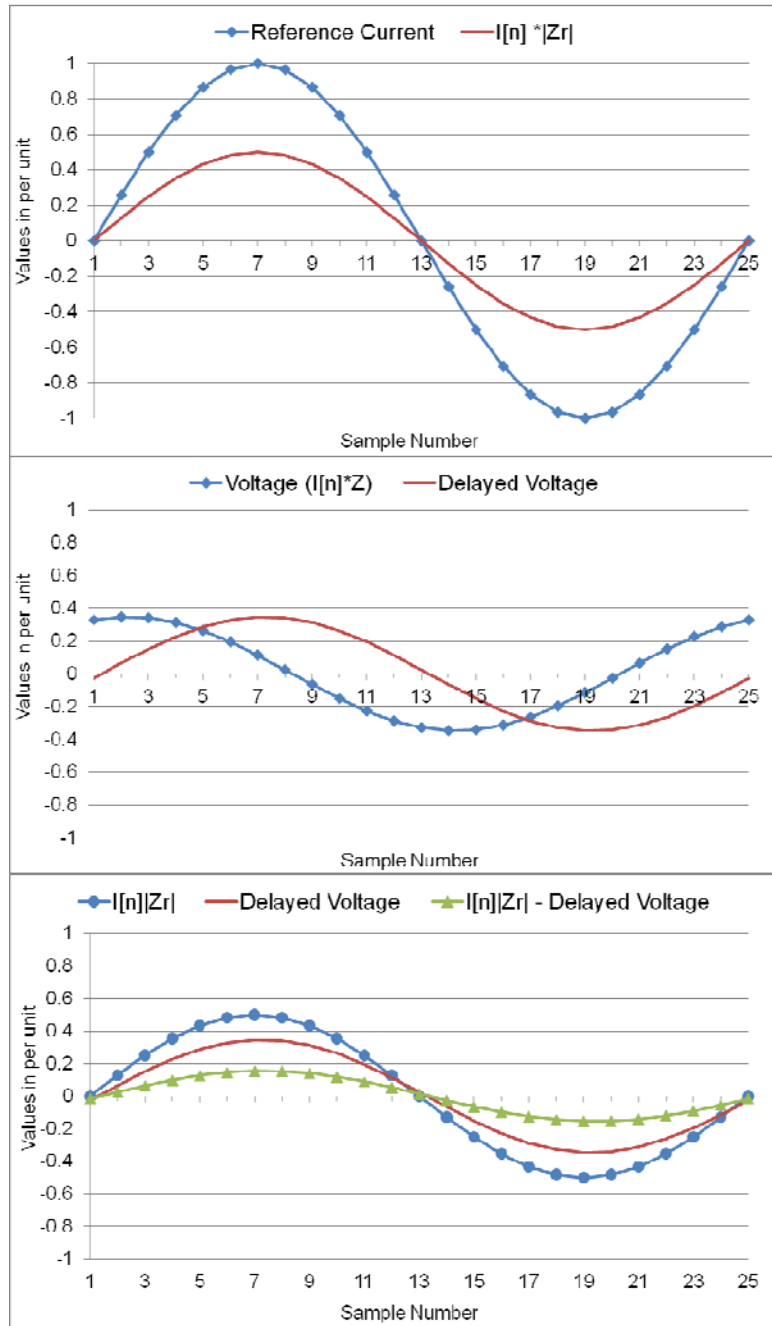 Reference Current I[n] *|Zr|
1
0.8
0.6
0.4
0.2
0
-0.2
-0.4
-0.6
-0.8
-1
Values in per unit
1 3 5 7 9 11 13 15 17 19 21 23 25
Sample Number
Voltage (I[n]*Z) Delayed Voltage
1
0.8
0.6
0.4
0.2
0
-0.2
-0.4
-0.6
-0.8
-1
Values n per unit
1 3 5 7 9 11 13 15 17 19 21 23 25
Sample Number
I[n]|Zr| Delayed Voltage I[n]|Zr| - Delayed Voltage
1
0.8
0.6
0.4
0.2
0
-0.2
-0.4
-0.6
-0.8
-1
Values in per unit
1 3 5 7 9 11 13 15 17 19 21 23 25
Sample Number